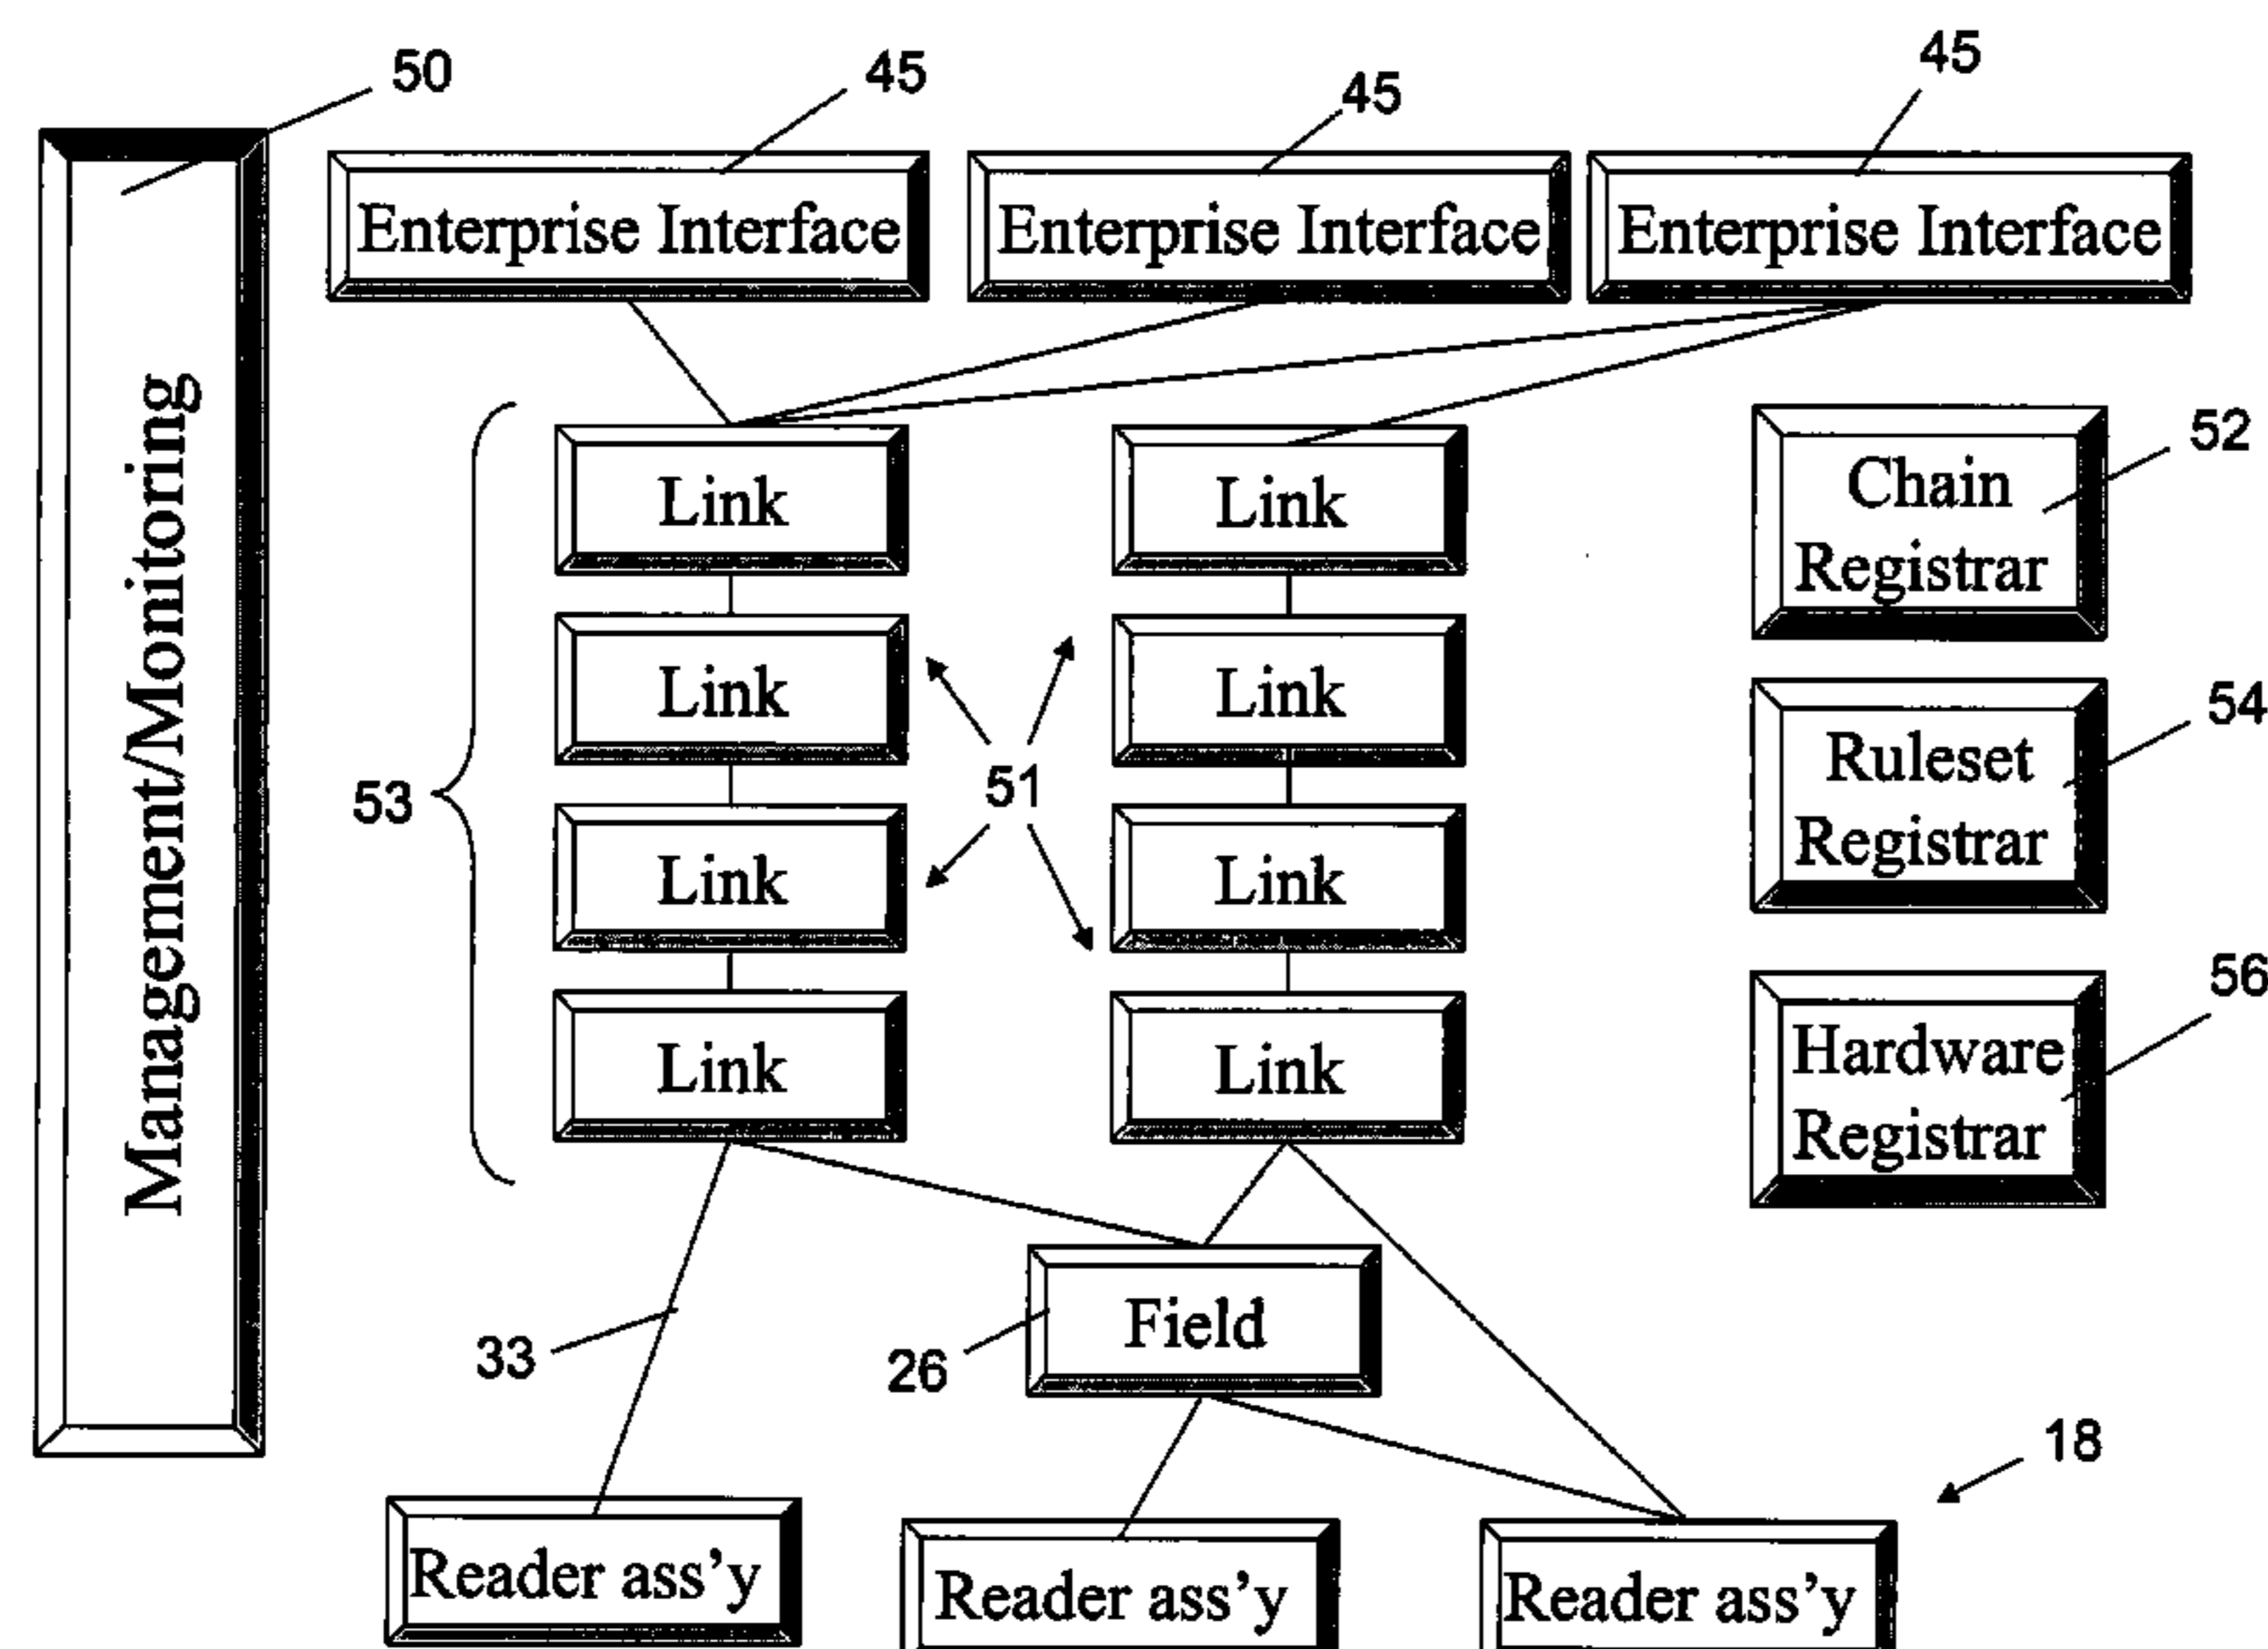 50
45
45
45
Enterprise Interface
Enterprise Interface
Enterprise Interface
Management/Monitoring
Link
Link
Chain
Registrar
52
Link
Link
51
53
Ruleset
Registrar
54
Link
Link
Link
Link
Hardware
Registrar
56
33
26
Field
18
Reader ass'y
Reader ass'y
Reader ass'y